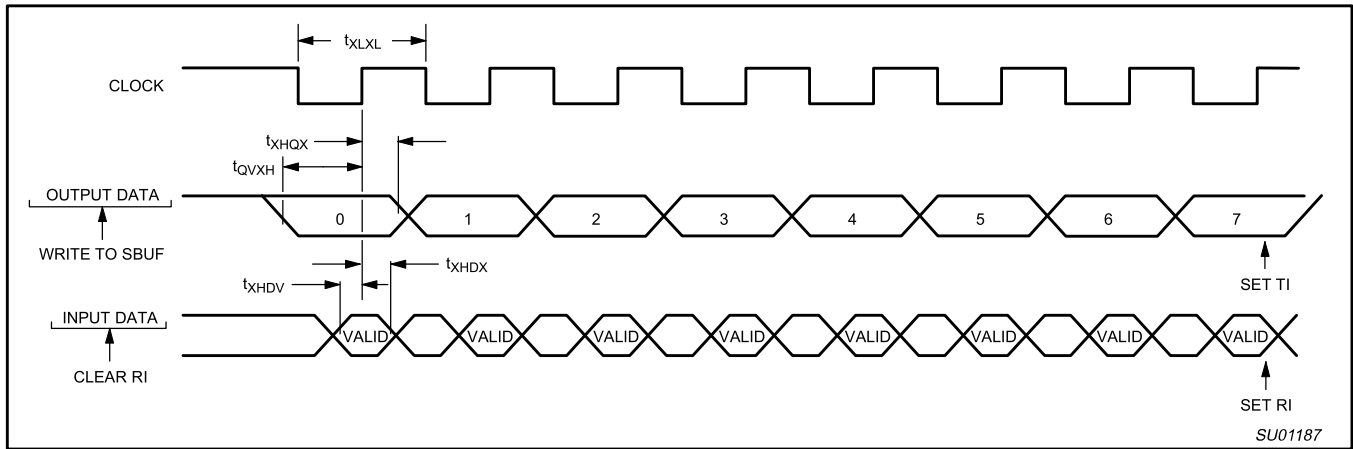 tXLXL
CLOCK
tXHQX
tQVXH
OUTPUT DATA
0 1 2 3 4 5 6 7
WRITE TO SBUF
tXHDX
tXHDV
SET TI
INPUT DATA
VALID VALID VALID VALID VALID VALID VALID VALID
CLEAR RI
SET RI
SU01187